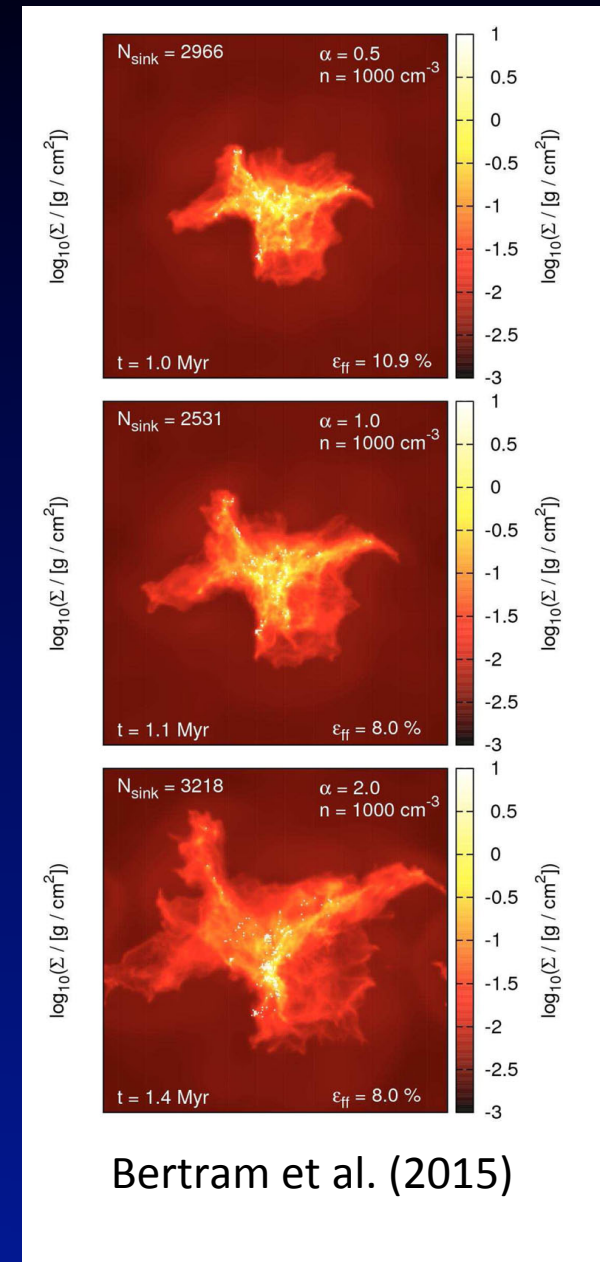 N_sink = 2966
α = 0.5
n = 1000 cm⁻³
t = 1.0 Myr
ε_ff = 10.9 %
log₁₀(Σ / [g / cm²])
1
0.5
0
-0.5
-1
-1.5
-2
-2.5
-3
log₁₀(Σ / [g / cm²])
N_sink = 2531
α = 1.0
n = 1000 cm⁻³
t = 1.1 Myr
ε_ff = 8.0 %
log₁₀(Σ / [g / cm²])
1
0.5
0
-0.5
-1
-1.5
-2
-2.5
-3
log₁₀(Σ / [g / cm²])
N_sink = 3218
α = 2.0
n = 1000 cm⁻³
t = 1.4 Myr
ε_ff = 8.0 %
log₁₀(Σ / [g / cm²])
1
0.5
0
-0.5
-1
-1.5
-2
-2.5
-3
log₁₀(Σ / [g / cm²])
Bertram et al. (2015)